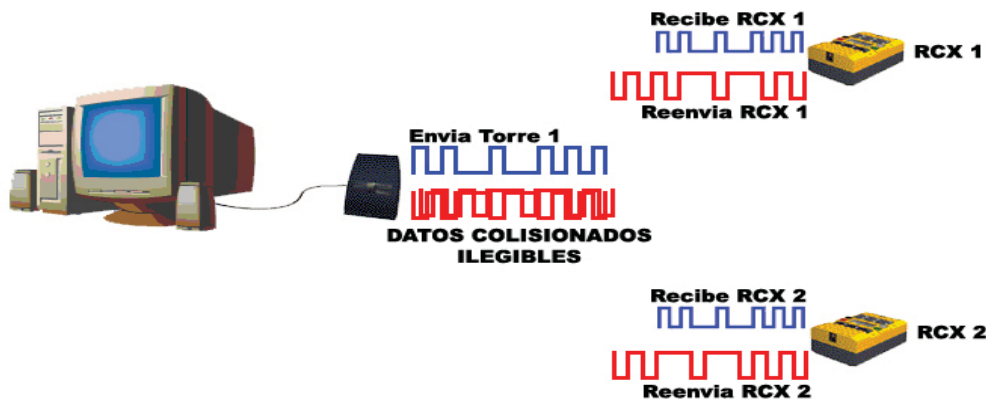 Recibe RCX 1
RCX 1
Reenvia RCX 1
Envia Torre 1
DATOS COLISIONADOS
ILEGIBLES
Recibe RCX 2
RCX 2
Reenvia RCX 2